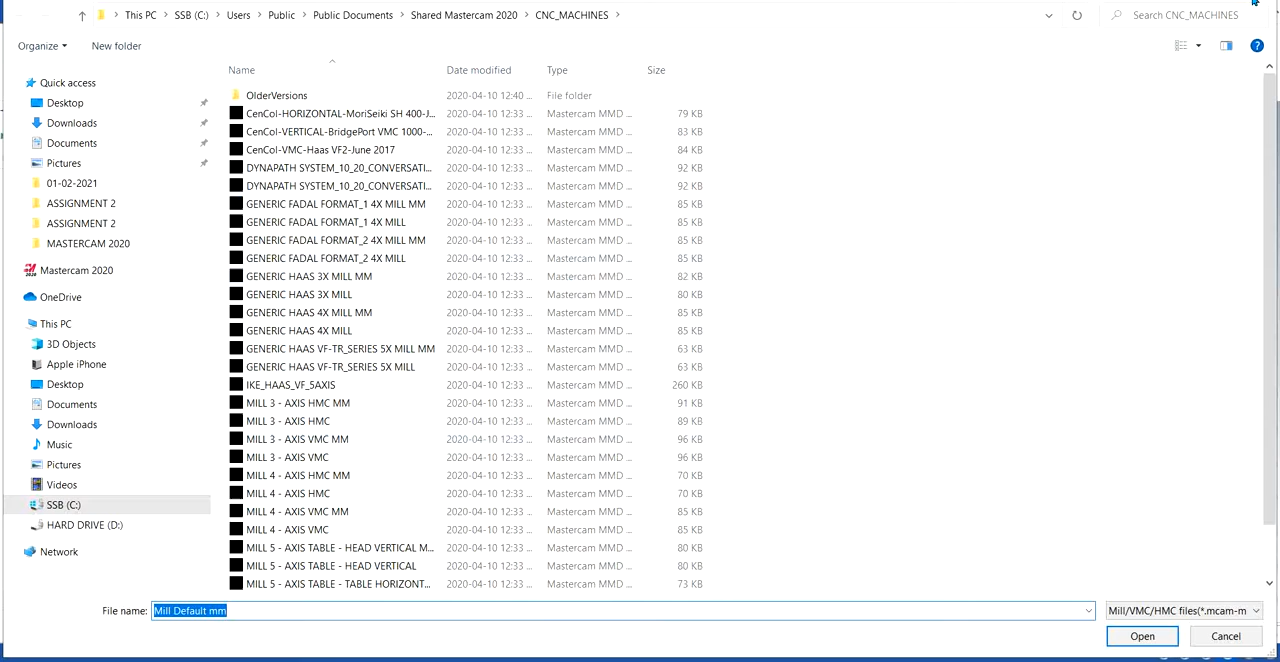 This PC > SSB (C:) > Users > Public > Public Documents > Shared Mastercam 2020 > CNC_MACHINES >
Search CNC_MACHINES
Organize
New folder
Quick access
Desktop
Downloads
Documents
Pictures
01-02-2021
ASSIGNMENT 2
ASSIGNMENT 2
MASTERCAM 2020
Mastercam 2020
OneDrive
This PC
3D Objects
Apple iPhone
Desktop
Documents
Downloads
Music
Pictures
Videos
SSB (C:)
HARD DRIVE (D:)
Network
Name Date modified Type Size
OlderVersions 2020-04-10 12:40 ... File folder
CenCol-HORIZONTAL-MoriSeiki SH 400-J... 2020-04-10 12:33 ... Mastercam MMD ... 79 KB
CenCol-VERTICAL-BridgePort VMC 1000-... 2020-04-10 12:33 ... Mastercam MMD ... 83 KB
CenCol-VMC-Haas VF2-June 2017 2020-04-10 12:33 ... Mastercam MMD ... 84 KB
DYNAPATH SYSTEM_10_20_CONVERSATI... 2020-04-10 12:33 ... Mastercam MMD ... 92 KB
DYNAPATH SYSTEM_10_20_CONVERSATI... 2020-04-10 12:33 ... Mastercam MMD ... 92 KB
GENERIC FADAL FORMAT_1 4X MILL MM 2020-04-10 12:33 ... Mastercam MMD ... 85 KB
GENERIC FADAL FORMAT_1 4X MILL 2020-04-10 12:33 ... Mastercam MMD ... 85 KB
GENERIC FADAL FORMAT_2 4X MILL MM 2020-04-10 12:33 ... Mastercam MMD ... 85 KB
GENERIC FADAL FORMAT_2 4X MILL 2020-04-10 12:33 ... Mastercam MMD ... 85 KB
GENERIC HAAS 3X MILL MM 2020-04-10 12:33 ... Mastercam MMD ... 82 KB
GENERIC HAAS 3X MILL 2020-04-10 12:33 ... Mastercam MMD ... 80 KB
GENERIC HAAS 4X MILL MM 2020-04-10 12:33 ... Mastercam MMD ... 85 KB
GENERIC HAAS 4X MILL 2020-04-10 12:33 ... Mastercam MMD ... 85 KB
GENERIC HAAS VF-TR_SERIES 5X MILL MM 2020-04-10 12:33 ... Mastercam MMD ... 63 KB
GENERIC HAAS VF-TR_SERIES 5X MILL 2020-04-10 12:33 ... Mastercam MMD ... 63 KB
IKE_HAAS_VF_5AXIS 2020-04-10 12:33 ... Mastercam MMD ... 260 KB
MILL 3 - AXIS HMC MM 2020-04-10 12:33 ... Mastercam MMD ... 91 KB
MILL 3 - AXIS HMC 2020-04-10 12:33 ... Mastercam MMD ... 89 KB
MILL 3 - AXIS VMC MM 2020-04-10 12:33 ... Mastercam MMD ... 96 KB
MILL 3 - AXIS VMC 2020-04-10 12:33 ... Mastercam MMD ... 96 KB
MILL 4 - AXIS HMC MM 2020-04-10 12:33 ... Mastercam MMD ... 70 KB
MILL 4 - AXIS HMC 2020-04-10 12:33 ... Mastercam MMD ... 70 KB
MILL 4 - AXIS VMC MM 2020-04-10 12:33 ... Mastercam MMD ... 85 KB
MILL 4 - AXIS VMC 2020-04-10 12:33 ... Mastercam MMD ... 85 KB
MILL 5 - AXIS TABLE - HEAD VERTICAL M... 2020-04-10 12:33 ... Mastercam MMD ... 80 KB
MILL 5 - AXIS TABLE - HEAD VERTICAL 2020-04-10 12:33 ... Mastercam MMD ... 80 KB
MILL 5 - AXIS TABLE - TABLE HORIZONT... 2020-04-10 12:33 ... Mastercam MMD ... 73 KB
File name: Mill Default mm
Mill/VMC/HMC files(*.mcam-m
Open
Cancel